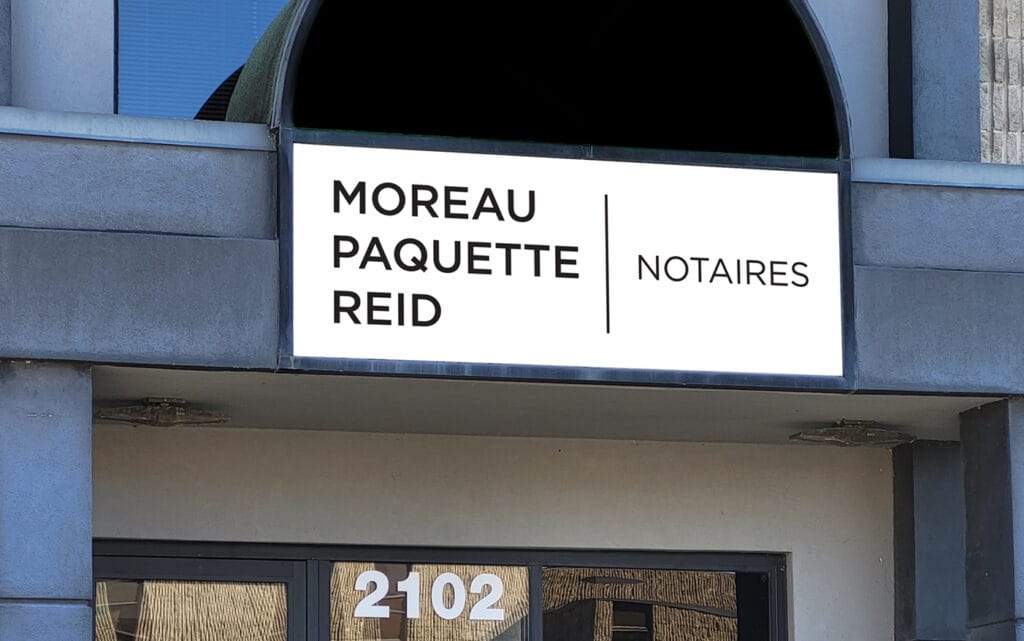 MOREAU
PAQUETTE
REID
NOTAIRES
2102